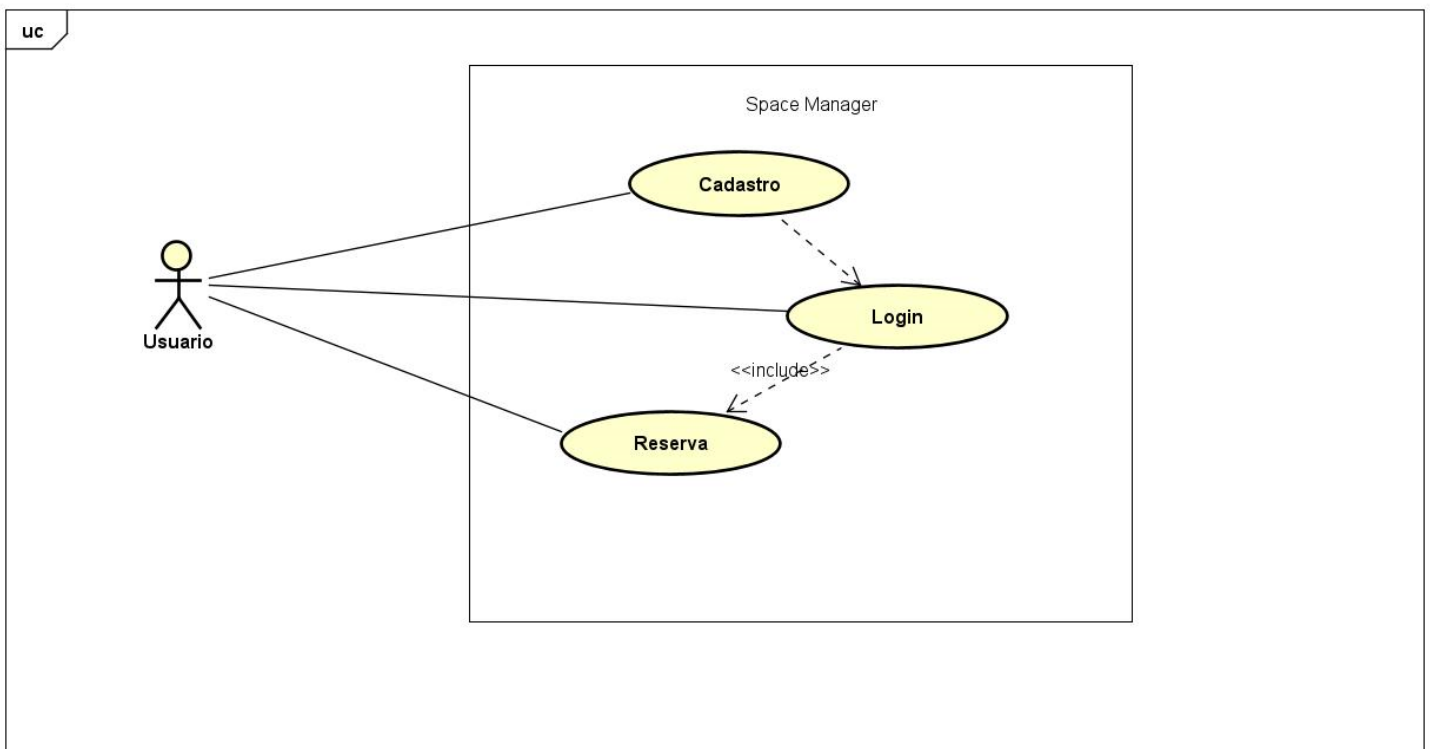 uc
Space Manager
Cadastro
Login
Usuario
<<include>>
Reserva